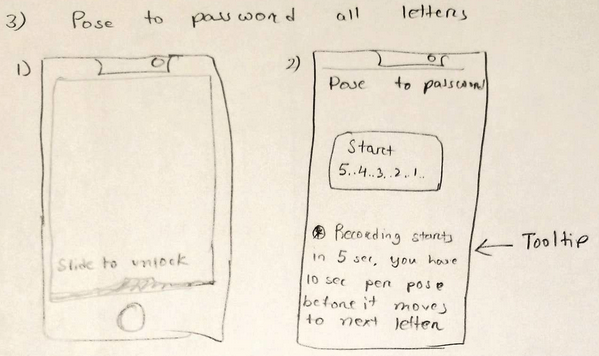 3) Pose to password all letters
1)
Slide to unlock
2)
Pose to password
Start
5..4..3..2..1..
Recording starts
in 5 sec, you have
10 sec per pose
before it moves
to next letter
Tooltip